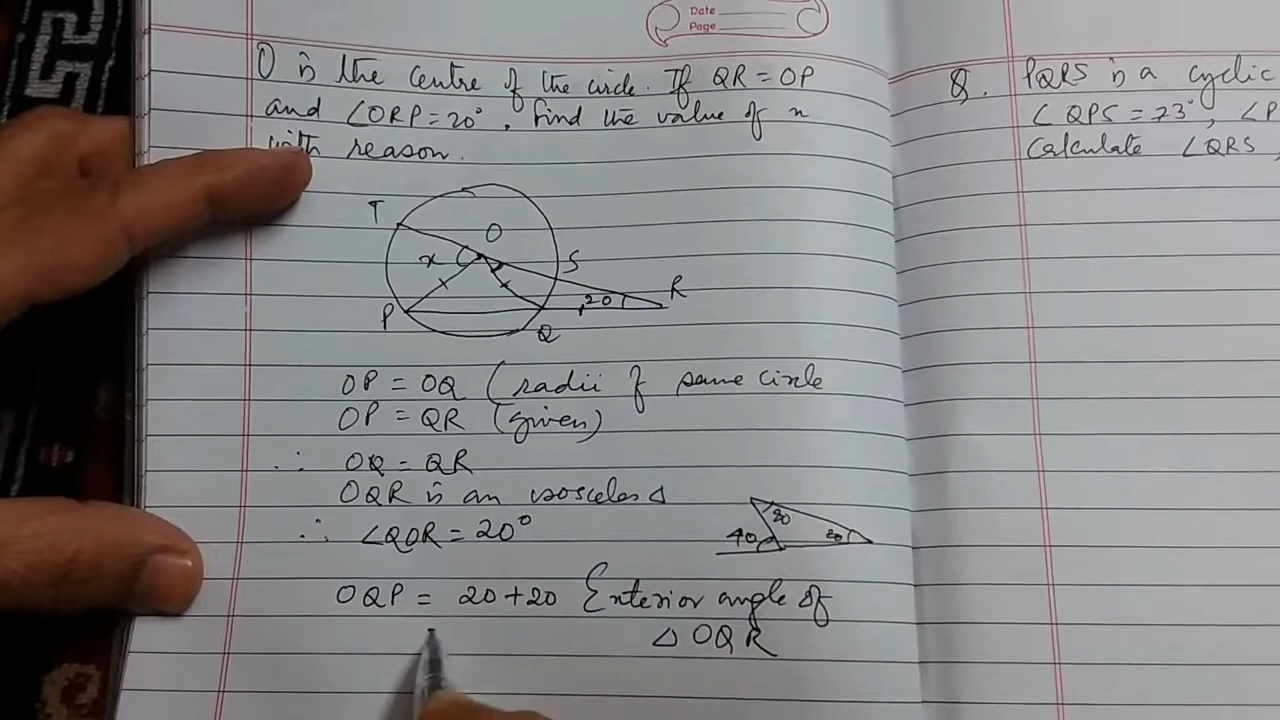 Date
Page
O is the centre of the circle. If QR = OP
and ∠ORP = 20°, find the value of x
with reason.
T
O
x
S
R
20
P
Q
OP = OQ (radii of same circle
OP = QR (given)
∴ OQ = QR
OQR is an isosceles Δ
∴ ∠QOR = 20°
20
40
20
OQP = 20+20 {Exterior angle of
Δ OQR
Q. PQRS is a cyclic
∠QPS = 73°, ∠P
Calculate ∠QRS,